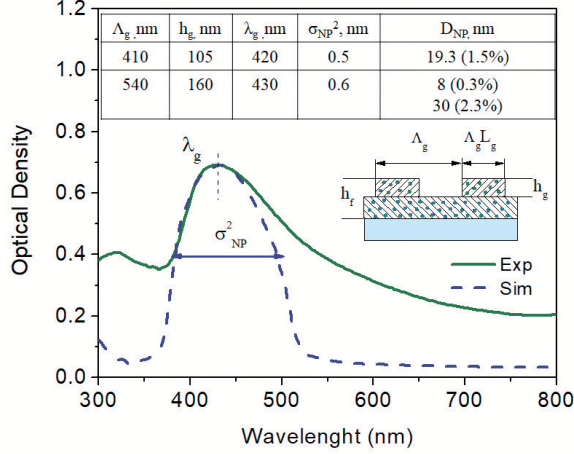 Λg, nm hg, nm λg, nm σNP², nm DNP, nm
410 105 420 0.5 19.3 (1.5%)
540 160 430 0.6 8 (0.3%)
30 (2.3%)
1.2
1.0
0.8
0.6
0.4
0.2
0.0
Optical Density
λg
σ²NP
Λg ΛgLg
hf hg
Exp
Sim
300 400 500 600 700 800
Wavelenght (nm)